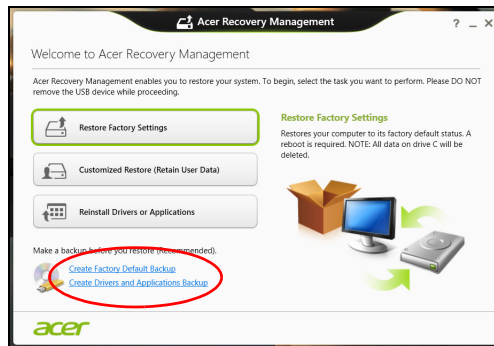 Acer Recovery Management
Welcome to Acer Recovery Management
Acer Recovery Management enables you to restore your system. To begin, select the task you want to perform. Please DO NOT
remove the USB device while proceeding.
Restore Factory Settings
Customized Restore (Retain User Data)
Reinstall Drivers or Applications
Restore Factory Settings
Restores your computer to its factory default status. A
reboot is required. NOTE: All data on drive C will be
deleted.
Make a backup before you restore (Recommended).
Create Factory Default Backup
Create Drivers and Applications Backup
acer